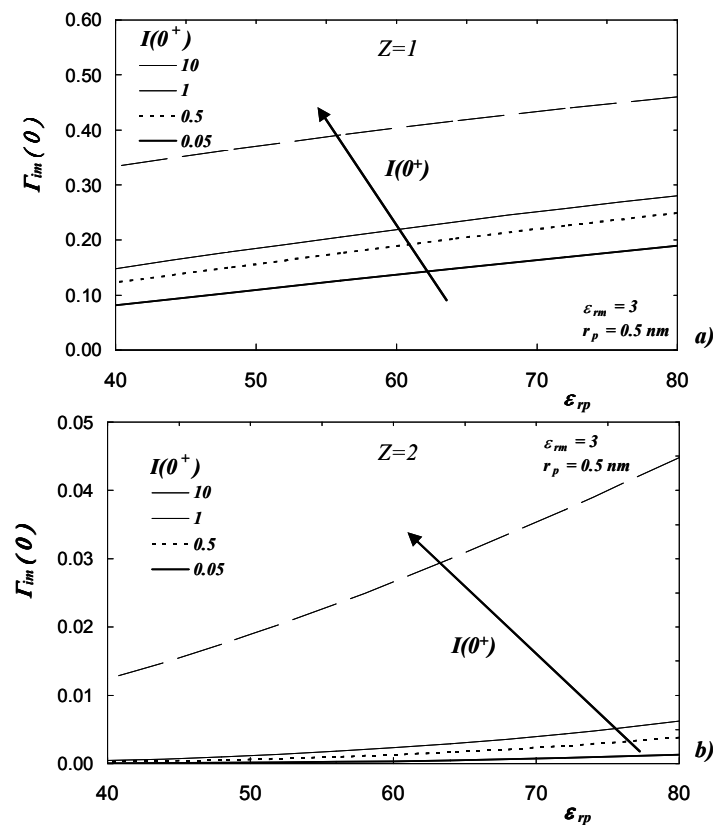 0.60
I(0⁺)
Z=1
10
1
0.5
0.05
0.50
0.40
0.30
0.20
0.10
0.00
Γim(0)
I(0⁺)
εrm = 3
rp = 0.5 nm
a)
40 50 60 70 80
εrp
0.05
Z=2
εrm = 3
rp = 0.5 nm
I(0⁺)
10
1
0.5
0.05
0.04
0.03
0.02
0.01
0.00
Γim(0)
I(0⁺)
b)
40 50 60 70 80
εrp